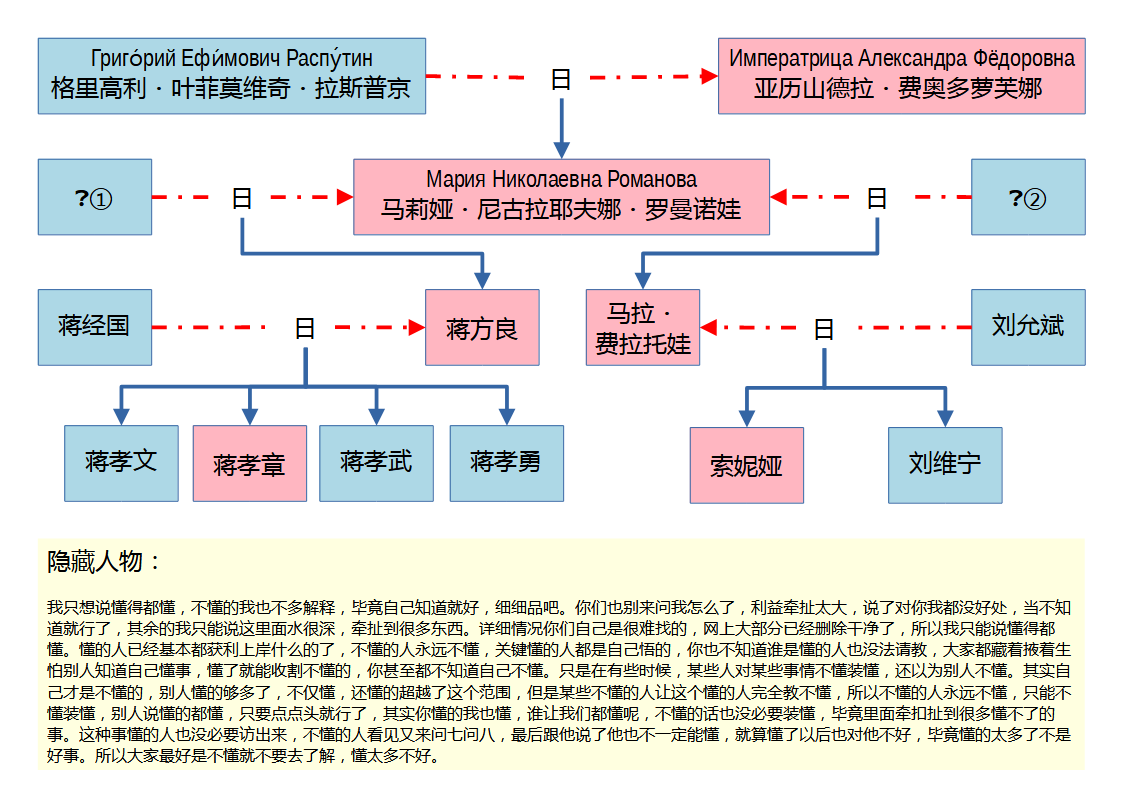 Григо́рий Ефи́мович Распу́тин
格里高利・叶菲莫维奇・拉斯普京
日
Императрица Александра Фёдоровна
亚历山德拉・费奥多萝芙娜
?①
日
Мария Николаевна Романова
马莉娅・尼古拉耶夫娜・罗曼诺娃
日
?②
蒋经国
日
蒋方良
马拉・
费拉托娃
日
刘允斌
蒋孝文
蒋孝章
蒋孝武
蒋孝勇
索妮娅
刘维宁
隐藏人物：
我只想说懂得都懂，不懂的我也不多解释，毕竟自己知道就好，细细品吧。你们也别来问我怎么了，利益牵扯太大，说了对你我都没好处，当不知
道就行了，其余的我只能说这里面水很深，牵扯到很多东西。详细情况你们自己是很难找的，网上大部分已经删除干净了，所以我只能说懂得都
懂。懂的人已经基本都获利上岸什么的了，不懂的人永远不懂，关键懂的人都是自己悟的，你也不知道谁是懂的人也没法请教，大家都藏着掖着生
怕别人知道自己懂事，懂了就能收割不懂的，你甚至都不知道自己不懂。只是在有些时候，某些人对某些事情不懂装懂，还以为别人不懂。其实自
己才是不懂的，别人懂的够多了，不仅懂，还懂的超越了这个范围，但是某些不懂的人让这个懂的人完全教不懂，所以不懂的人永远不懂，只能不
懂装懂，别人说懂的都懂，只要点点头就行了，其实你懂的我也懂，谁让我们都懂呢，不懂的话也没必要装懂，毕竟里面牵扣扯到很多懂不了的
事。这种事懂的人也没必要访出来，不懂的人看见又来问七问八，最后跟他说了他也不一定能懂，就算懂了以后也对他不好，毕竟懂的太多了不是
好事。所以大家最好是不懂就不要去了解，懂太多不好。